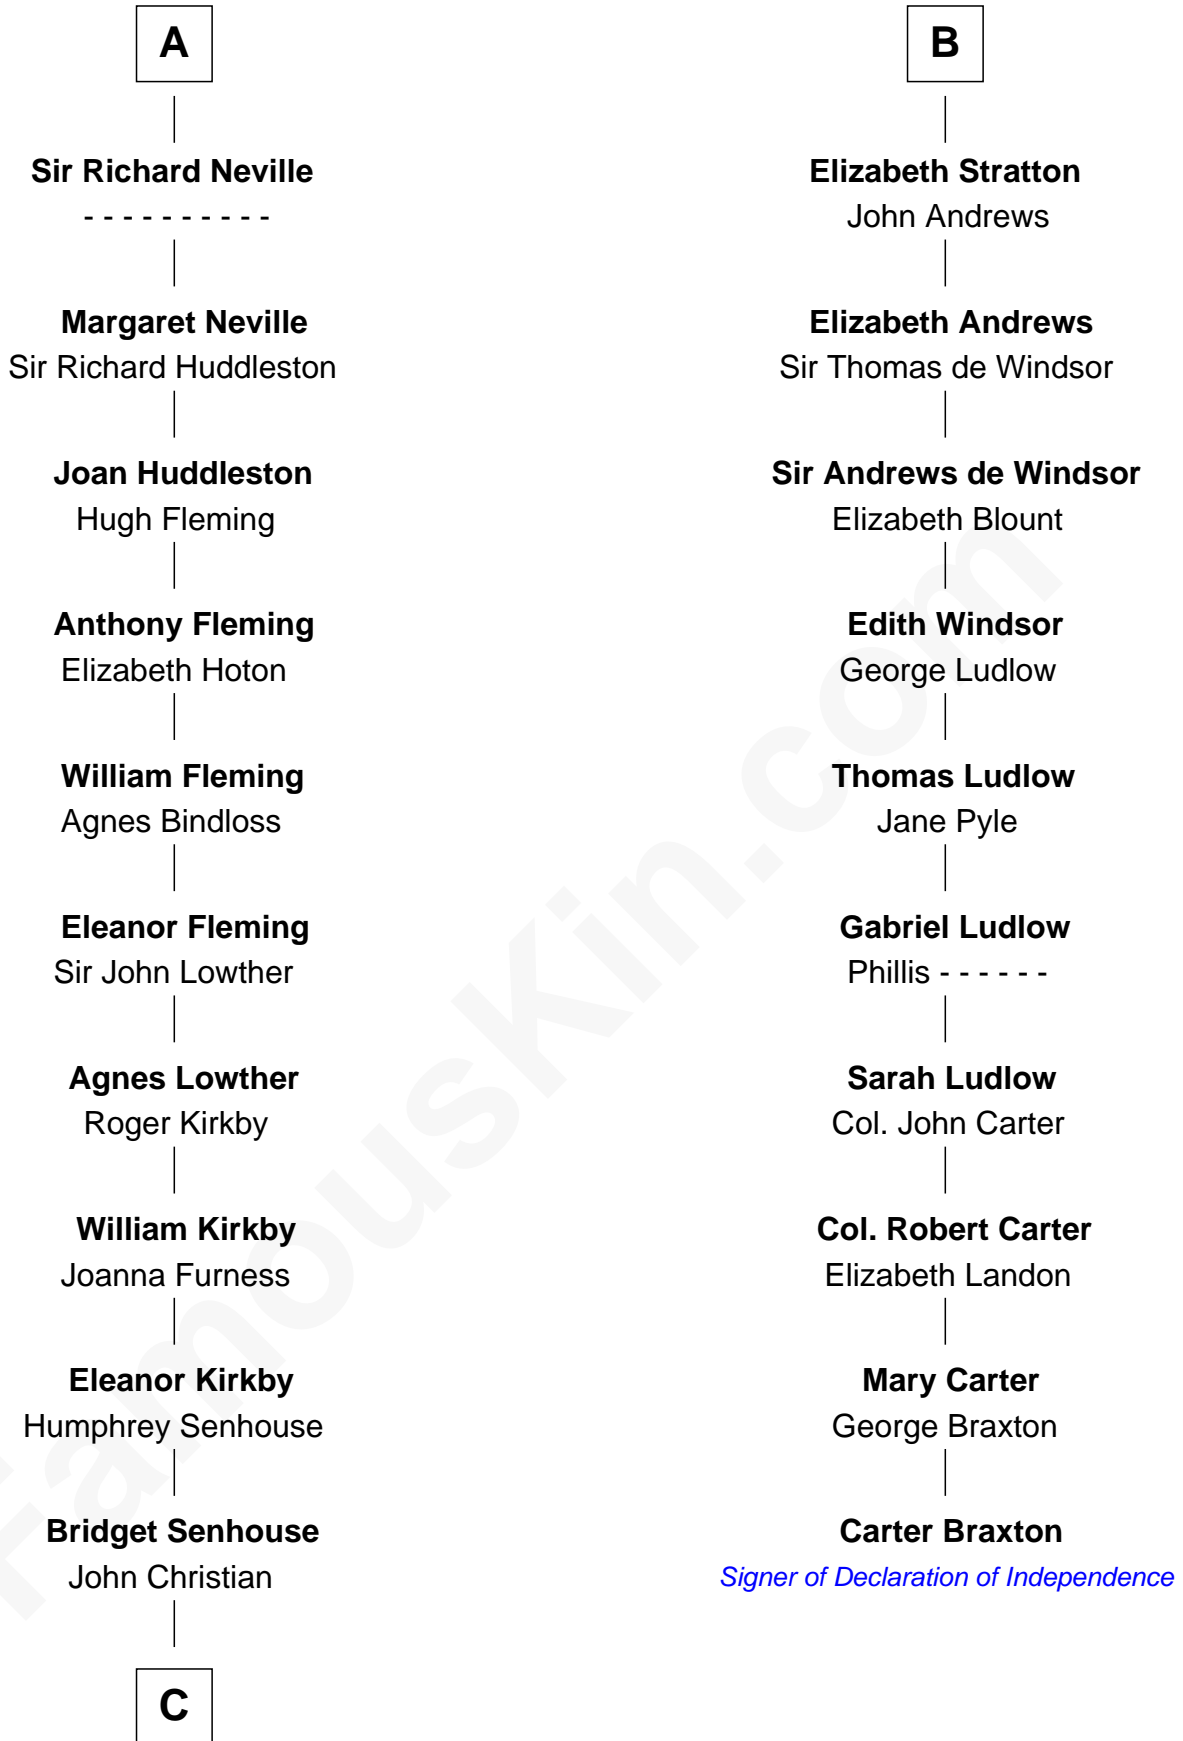 A
Sir Richard Neville
- - - - - - - - - -
Margaret Neville
Sir Richard Huddleston
Joan Huddleston
Hugh Fleming
Anthony Fleming
Elizabeth Hoton
William Fleming
Agnes Bindloss
Eleanor Fleming
Sir John Lowther
Agnes Lowther
Roger Kirkby
William Kirkby
Joanna Furness
Eleanor Kirkby
Humphrey Senhouse
Bridget Senhouse
John Christian
C
B
Elizabeth Stratton
John Andrews
Elizabeth Andrews
Sir Thomas de Windsor
Sir Andrews de Windsor
Elizabeth Blount
Edith Windsor
George Ludlow
Thomas Ludlow
Jane Pyle
Gabriel Ludlow
Phillis - - - - - -
Sarah Ludlow
Col. John Carter
Col. Robert Carter
Elizabeth Landon
Mary Carter
George Braxton
Carter Braxton
Signer of Declaration of Independence
FamousKin.com